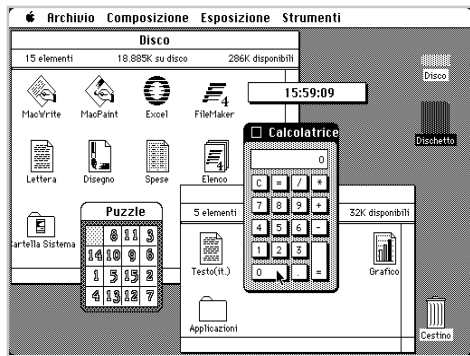 Archivio Composizione Esposizione Strumenti
Disco
15 elementi 18.885K su disco 286K disponibili
MacWrite MacPaint Excel FileMaker
Lettera Disegno Spese Elenco
Cartella Sistema
15:59:09
Disco
Dischetto
Calcolatrice
0
C = / *
7 8 9 +
4 5 6 -
1 2 3
0 . =
Puzzle
8 11 3
14 10 9 6
1 5 15 2
4 13 12 7
5 elementi 32K disponibili
Testo(it.) Grafico
Applicazioni
Cestino